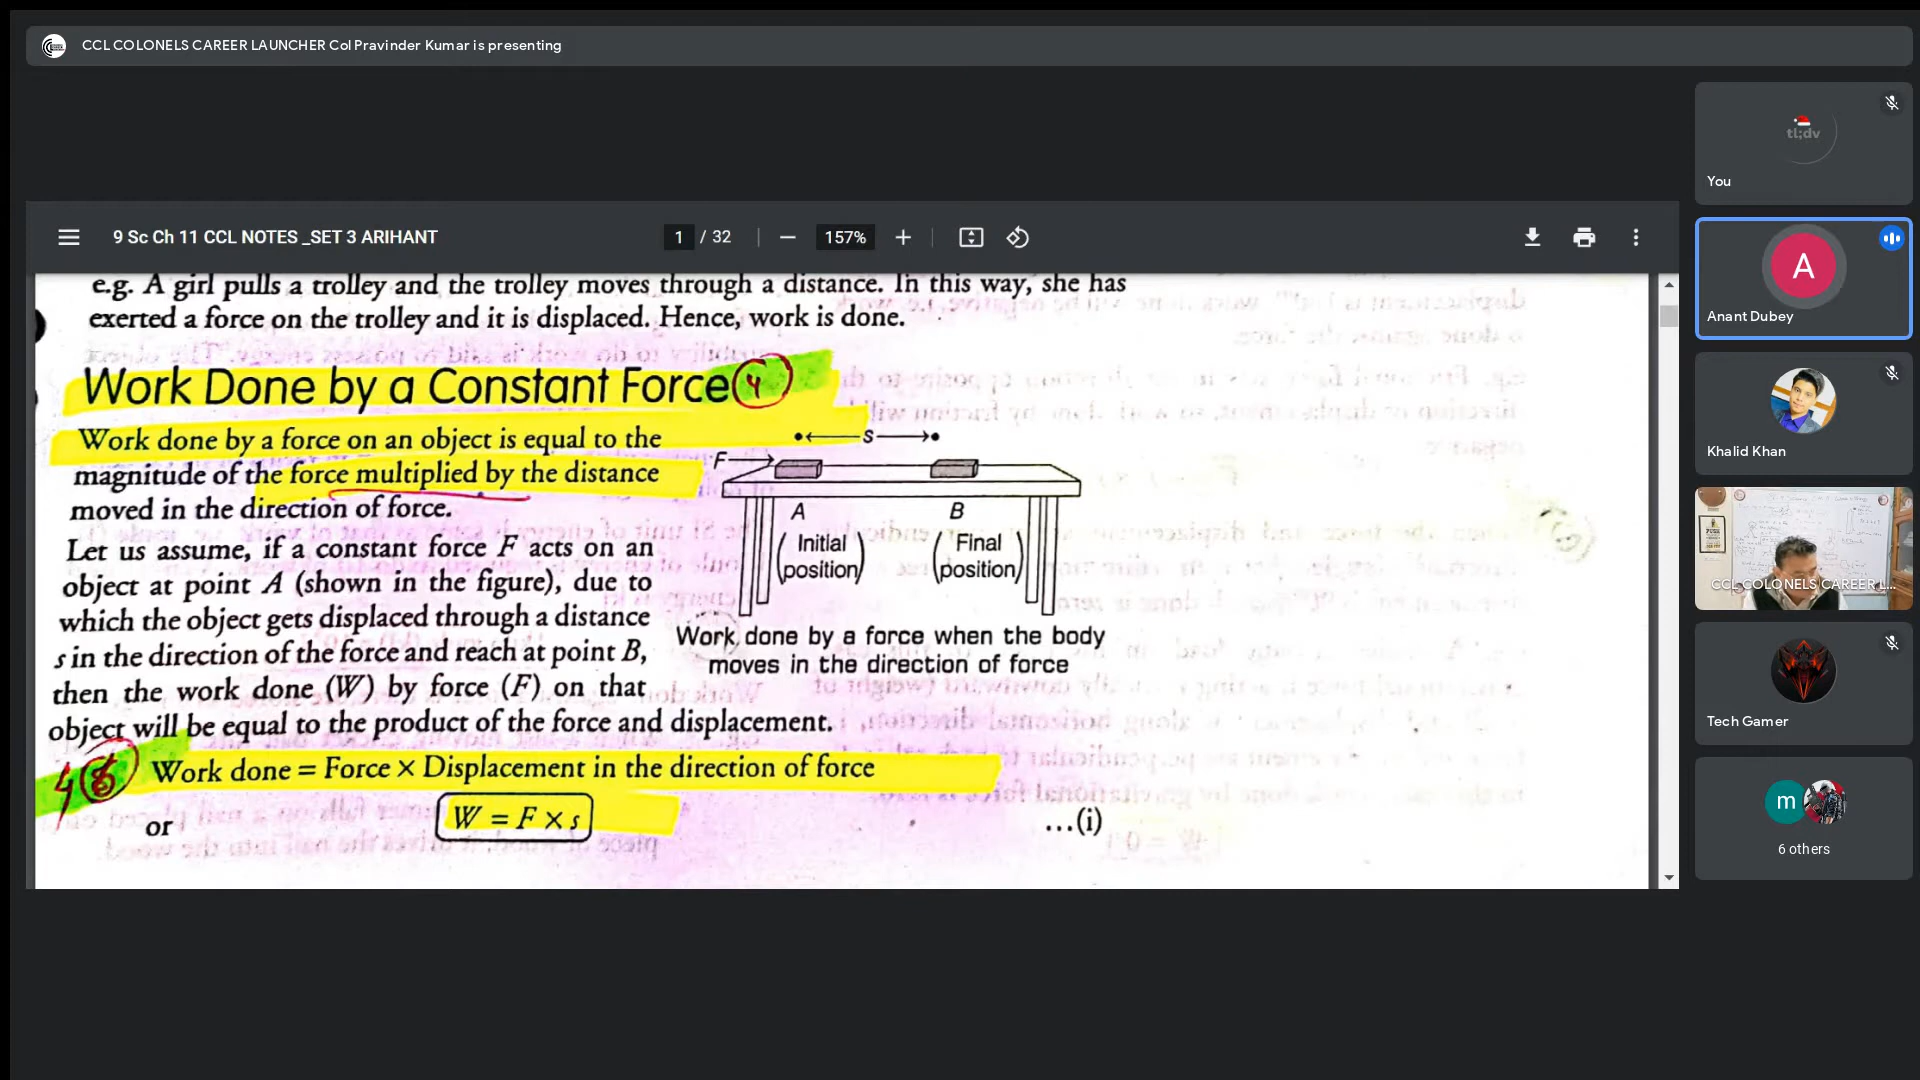 CCL COLONELS CAREER LAUNCHER Col Pravinder Kumar is presenting
9 Sc Ch 11 CCL NOTES _SET 3 ARIHANT
1 / 32
157%
e.g. A girl pulls a trolley and the trolley moves through a distance. In this way, she has
exerted a force on the trolley and it is displaced. Hence, work is done.
Work Done by a Constant Force 4
Work done by a force on an object is equal to the
magnitude of the force multiplied by the distance
moved in the direction of force.
Let us assume, if a constant force F acts on an
object at point A (shown in the figure), due to
which the object gets displaced through a distance
s in the direction of the force and reach at point B,
then the work done (W) by force (F) on that
object will be equal to the product of the force and displacement.
s
F
A
B
(Initial position)
(Final position)
Work done by a force when the body
moves in the direction of force
Work done = Force × Displacement in the direction of force
or
W = F × s
...(i)
tl;dv
You
A
Anant Dubey
Khalid Khan
CCL COLONELS CAREER L...
Tech Gamer
m
6 others